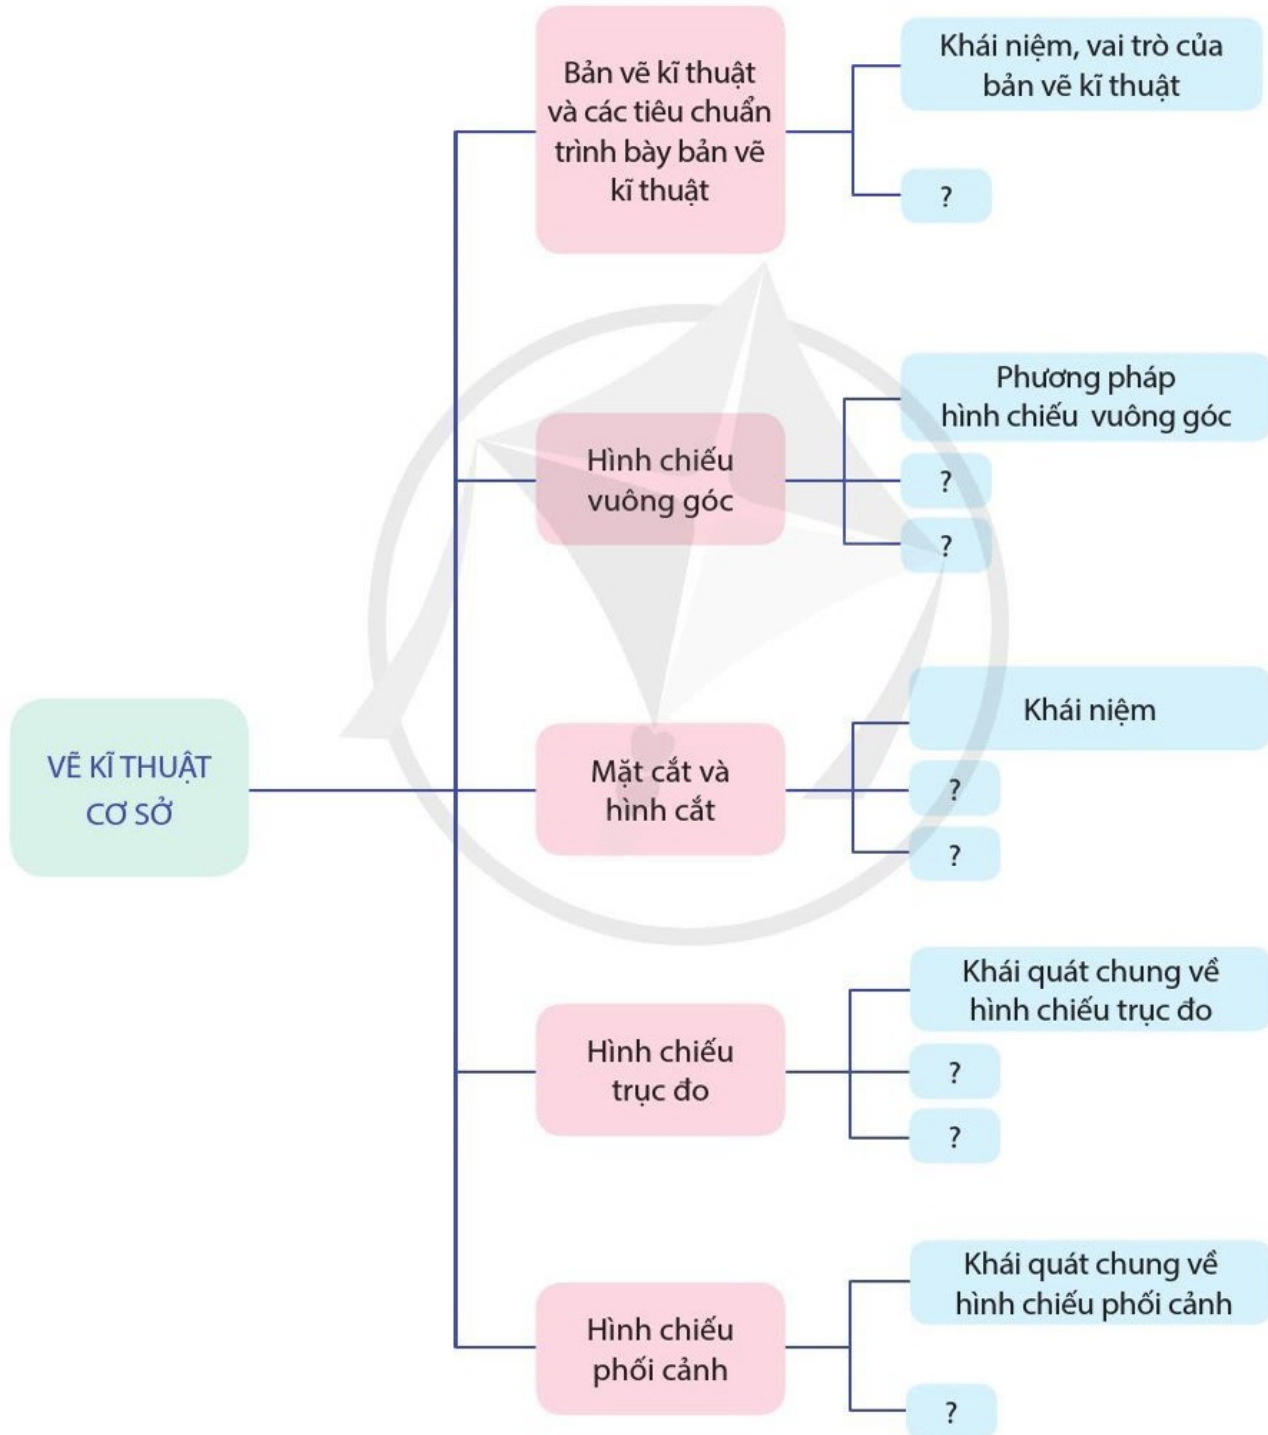 Bản vẽ kĩ thuật
và các tiêu chuẩn
trình bày bản vẽ
kĩ thuật
Khái niệm, vai trò của
bản vẽ kĩ thuật
?
Hình chiếu
vuông góc
Phương pháp
hình chiếu vuông góc
?
?
VẼ KĨ THUẬT
CƠ SỞ
Mặt cắt và
hình cắt
Khái niệm
?
?
Hình chiếu
trục đo
Khái quát chung về
hình chiếu trục đo
?
?
Hình chiếu
phối cảnh
Khái quát chung về
hình chiếu phối cảnh
?